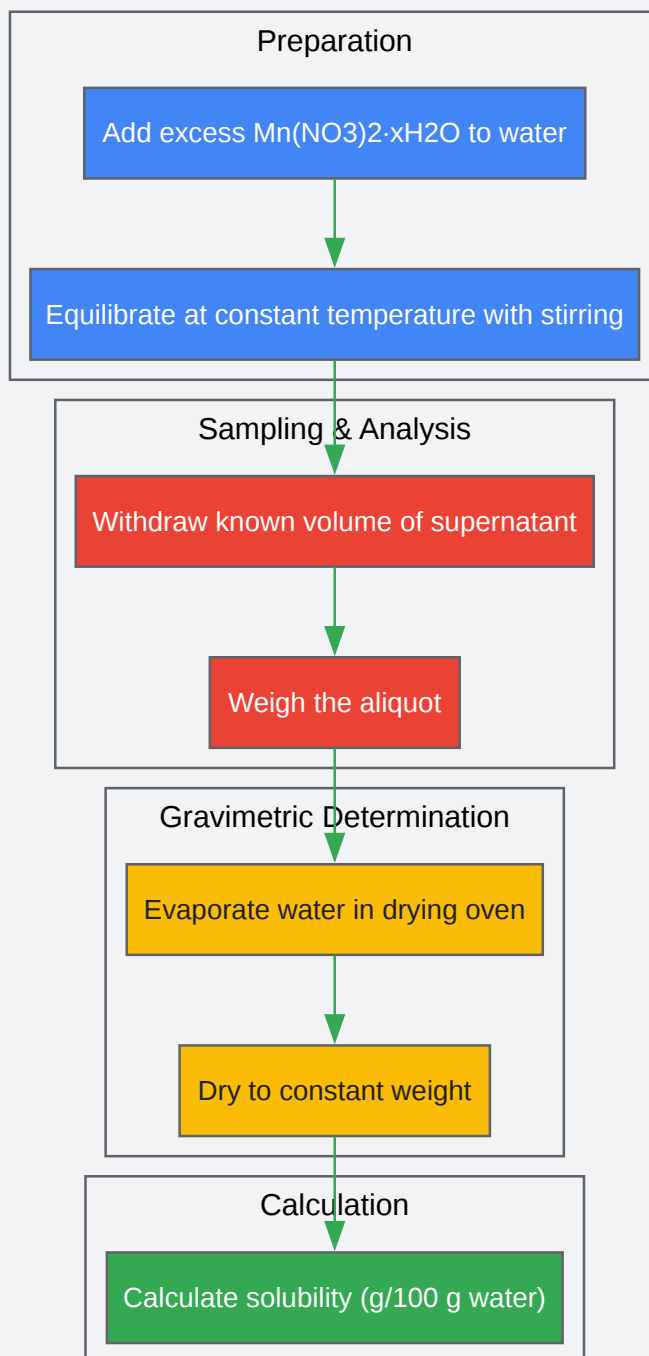 Preparation
Add excess Mn(NO3)2·xH2O to water
Equilibrate at constant temperature with stirring
Sampling & Analysis
Withdraw known volume of supernatant
Weigh the aliquot
Gravimetric Determination
Evaporate water in drying oven
Dry to constant weight
Calculation
Calculate solubility (g/100 g water)